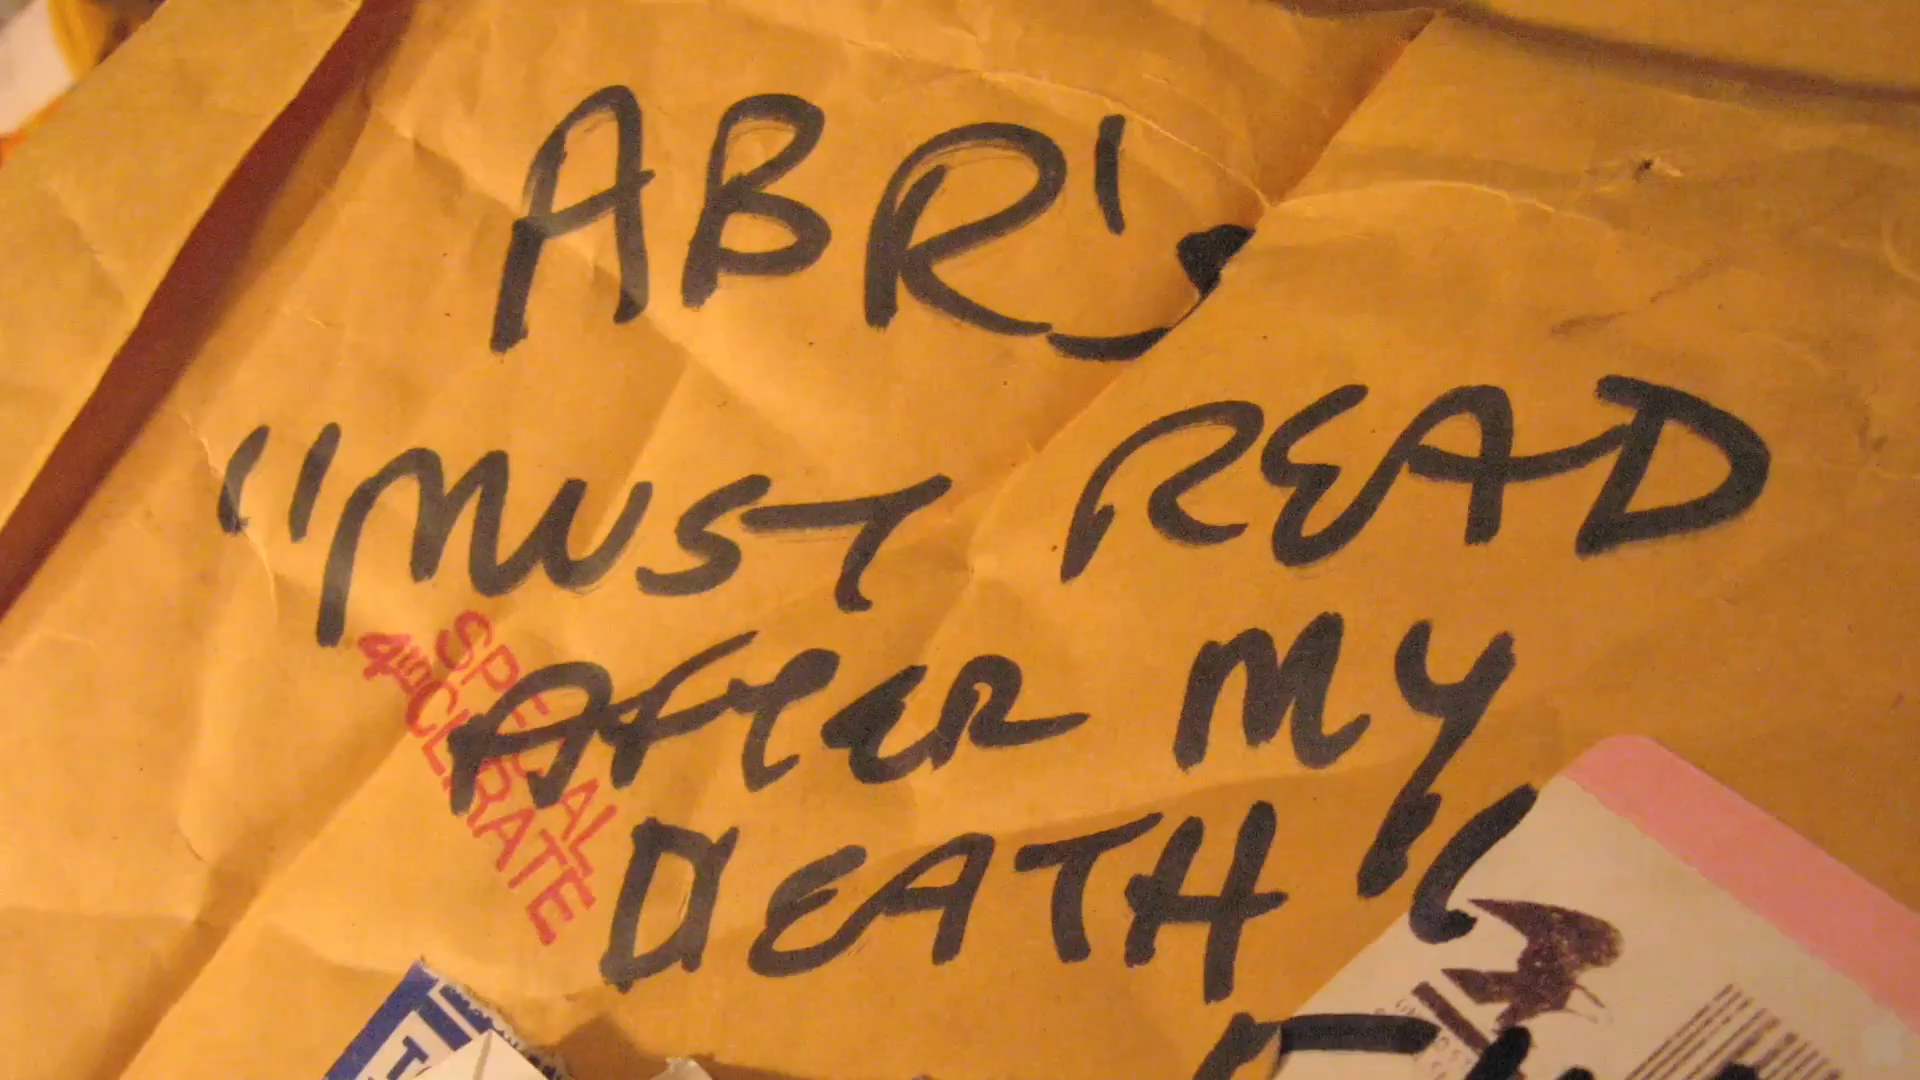 ABR's
"MUST READ
AFTER MY
DEATH
SPECIAL
4th CL. RATE